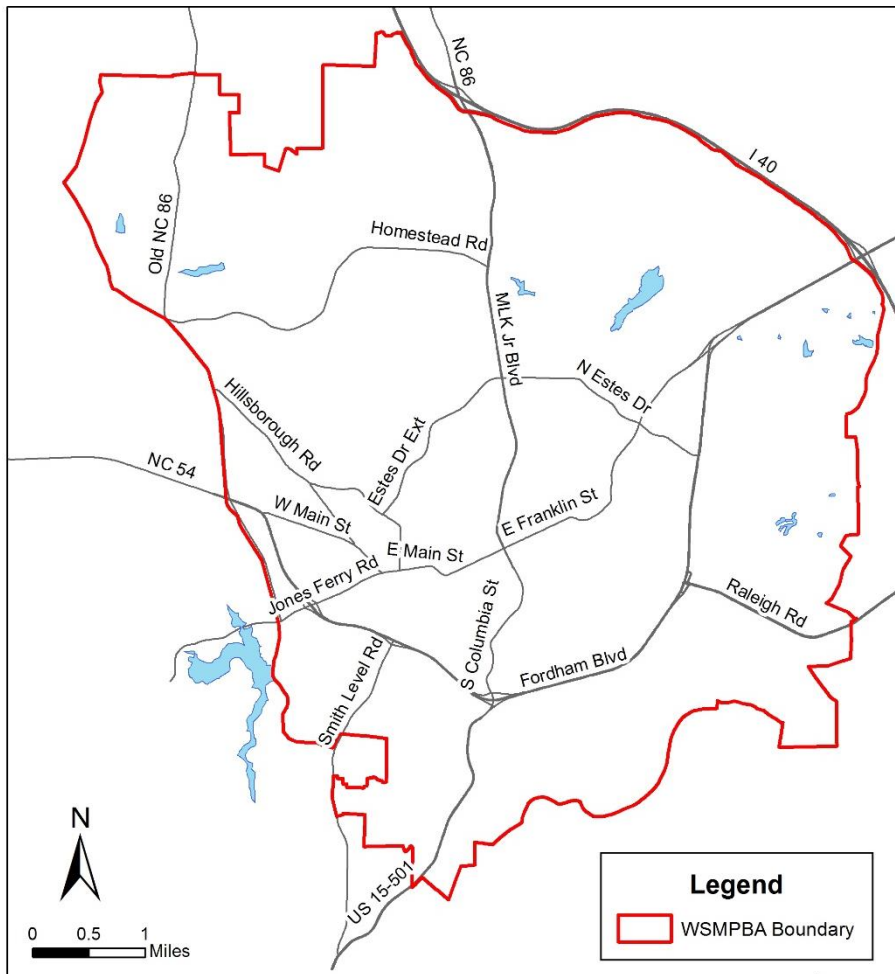 NC 86
I 40
Old NC 86
Homestead Rd
MLK Jr Blvd
N Estes Dr
Hillsborough Rd
Estes Dr Ext
NC 54
W Main St
E Franklin St
E Main St
Jones Ferry Rd
Raleigh Rd
S Columbia St
Fordham Blvd
Smith Level Rd
US 15-501
N
0 0.5 1
Miles
Legend
WSMPBA Boundary